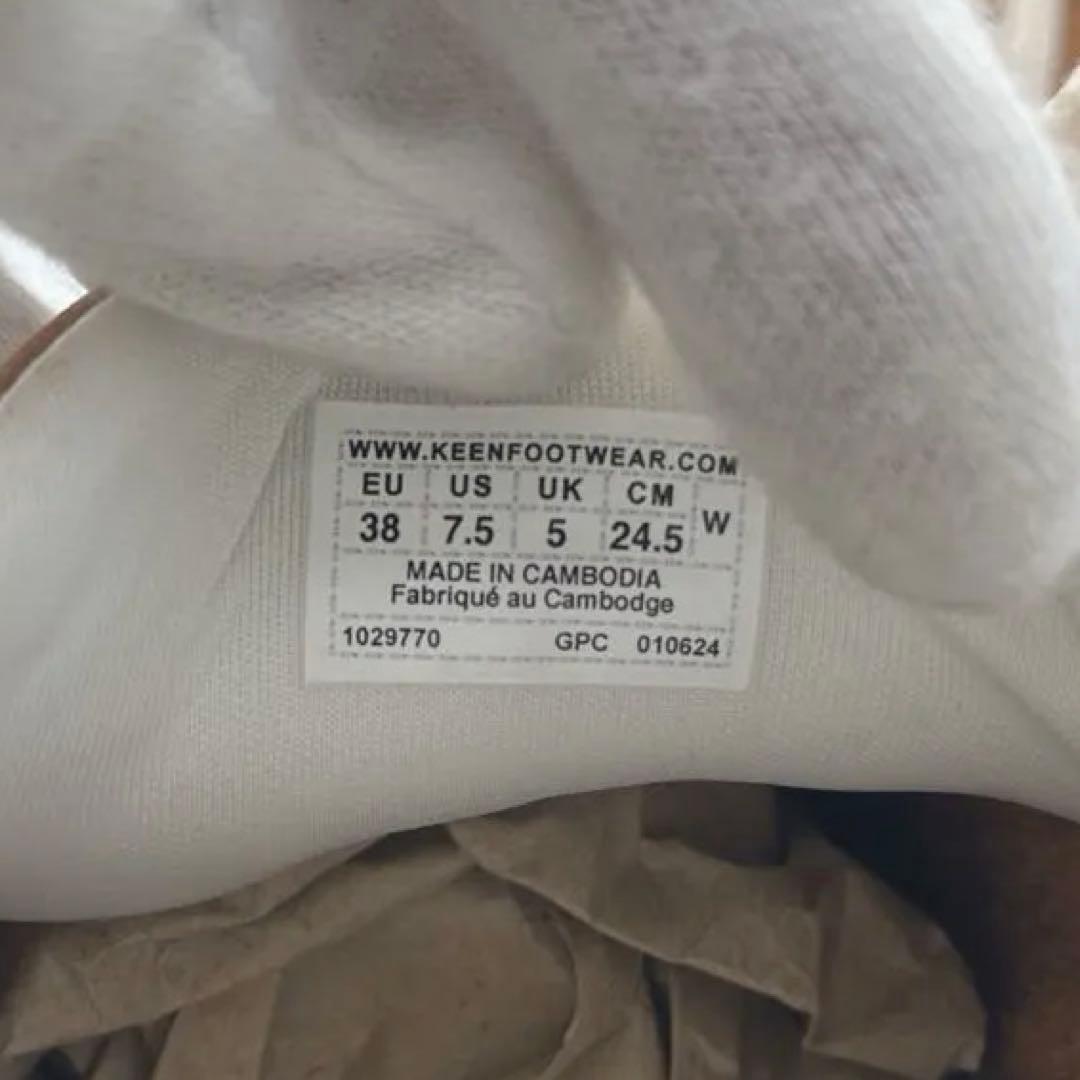 WWW.KEENFOOTWEAR.COM
EU US UK CM W
38 7.5 5 24.5
MADE IN CAMBODIA
Fabriqué au Cambodge
1029770 GPC 010624